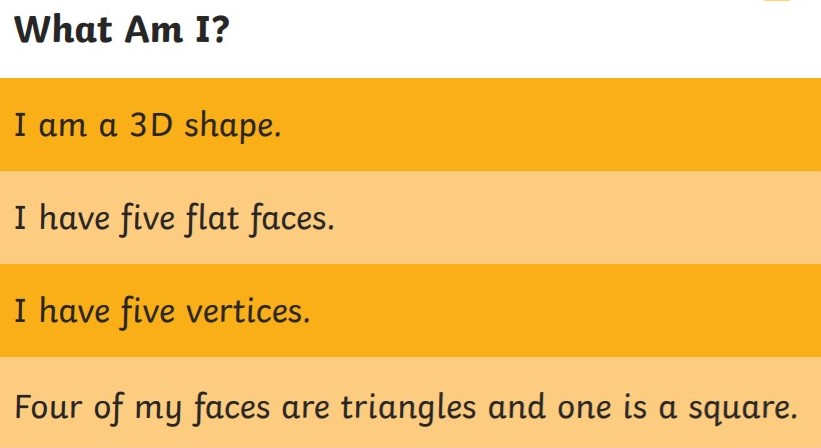 What Am I?
I am a 3D shape.
I have five flat faces.
I have five vertices.
Four of my faces are triangles and one is a square.